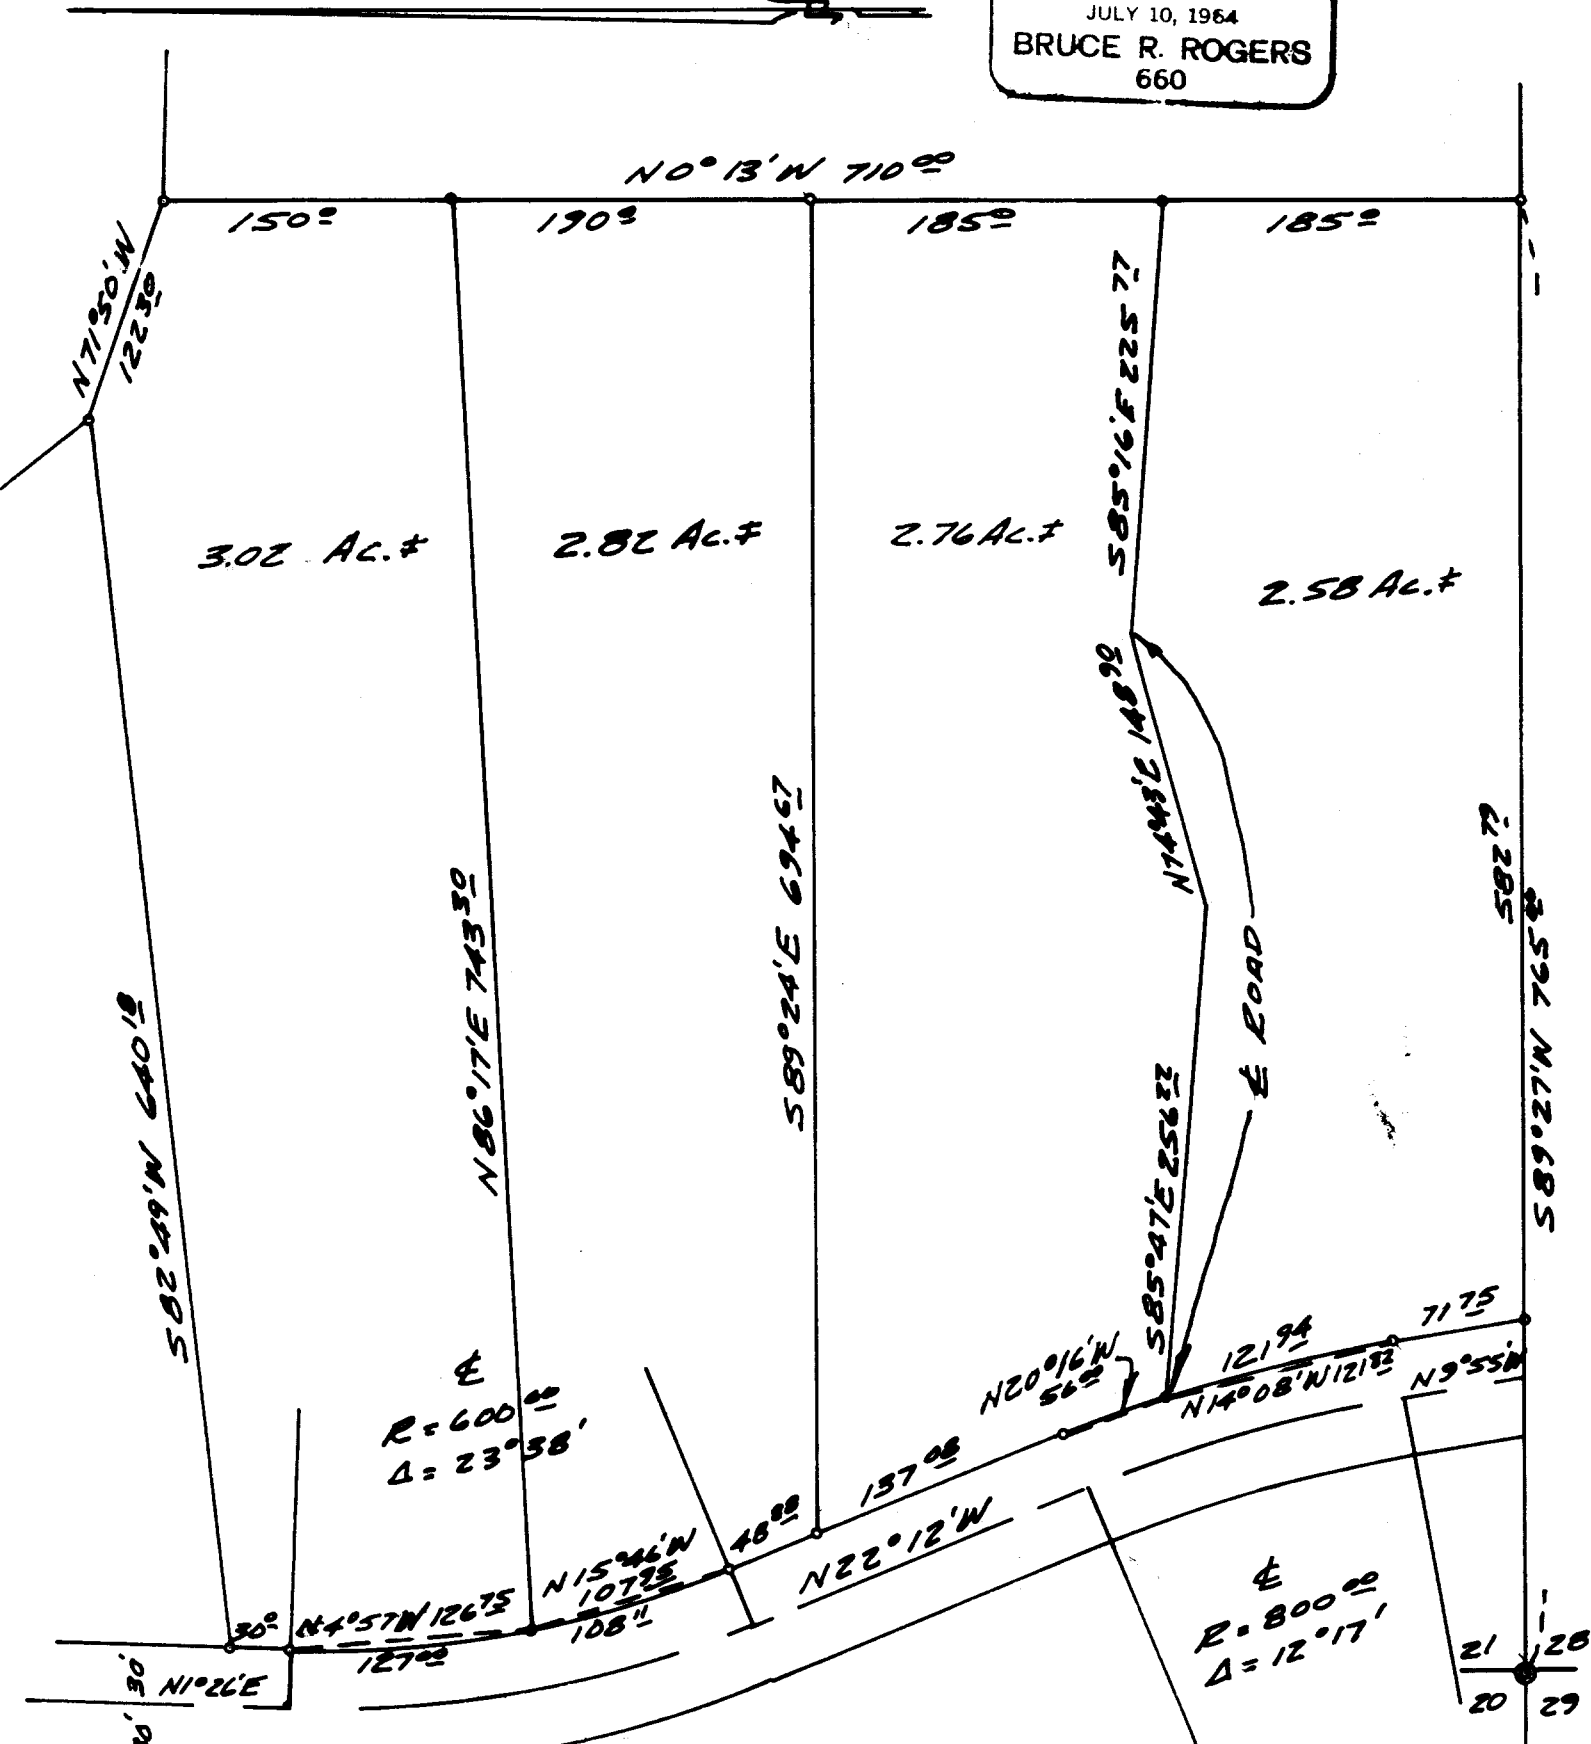 JULY 10, 1964
BRUCE R. ROGERS
660
N0°13'W 710 00
150 0
190 0
185 0
185 0
N71°50'W
122 30
S85°16'E 225 77
3.02 Ac.±
2.82 Ac.±
2.76 Ac.±
2.58 Ac.±
N74°43'E 148 90
S82°49'W 640 18
N86°17'E 743 30
S89°24'E 694 67
S85°47'E 256 22
℄ ROAD
582 77
S89°27'W 765 30
℄
R = 600 00
Δ = 23°38'
N20°16'W
56 00
121 94
N14°08'W 121 82
71 75
N9°55'W
137 08
48 88
N22°12'W
N15°46'W
107 95
108 11
30 0
N4°57'W 126 75
127 00
N1°26'E
30'
℄
R = 800 00
Δ = 12°17'
21 28
20 29